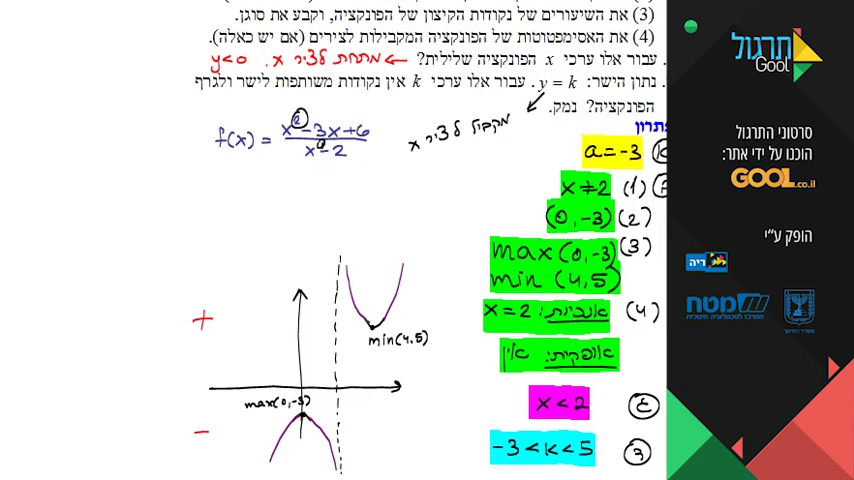 (3) את השיעורים של נקודות הקיצון של הפונקציה, וקבע את סוגן.
(4) את האסימפטוטות של הפונקציה המקבילות לצירים (אם יש כאלה).
. עבור אלו ערכי x הפונקציה שלילית? ← מתחת לציר x. y<0
. נתון הישר: y = k. עבור אלו ערכי k אין נקודות משותפות לישר ולגרף
הפונקציה? נמק.
מקביל לציר x
f(x) = (x² - 3x + 6) / (x - 2)
פתרון
a = -3
(1) x ≠ 2
(2) (0, -3)
(3) max (0, -3)
min (4, 5)
(4) אנכית: x = 2
אופקית: אין
x < 2
-3 < k < 5
+
min(4,5)
max(0,-3)
-
תרגול
Gool
סרטוני התרגול
הוכנו על ידי אתר:
GOOL.co.il
הופק ע"י
מטח